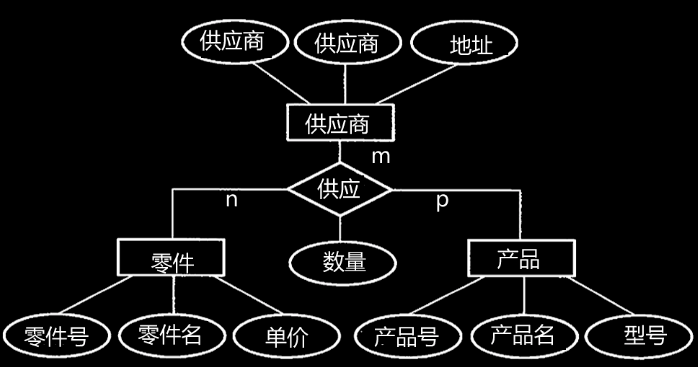 供应商 供应商 地址
供应商
m
供应
n p
零件 数量 产品
零件号 零件名 单价 产品号 产品名 型号